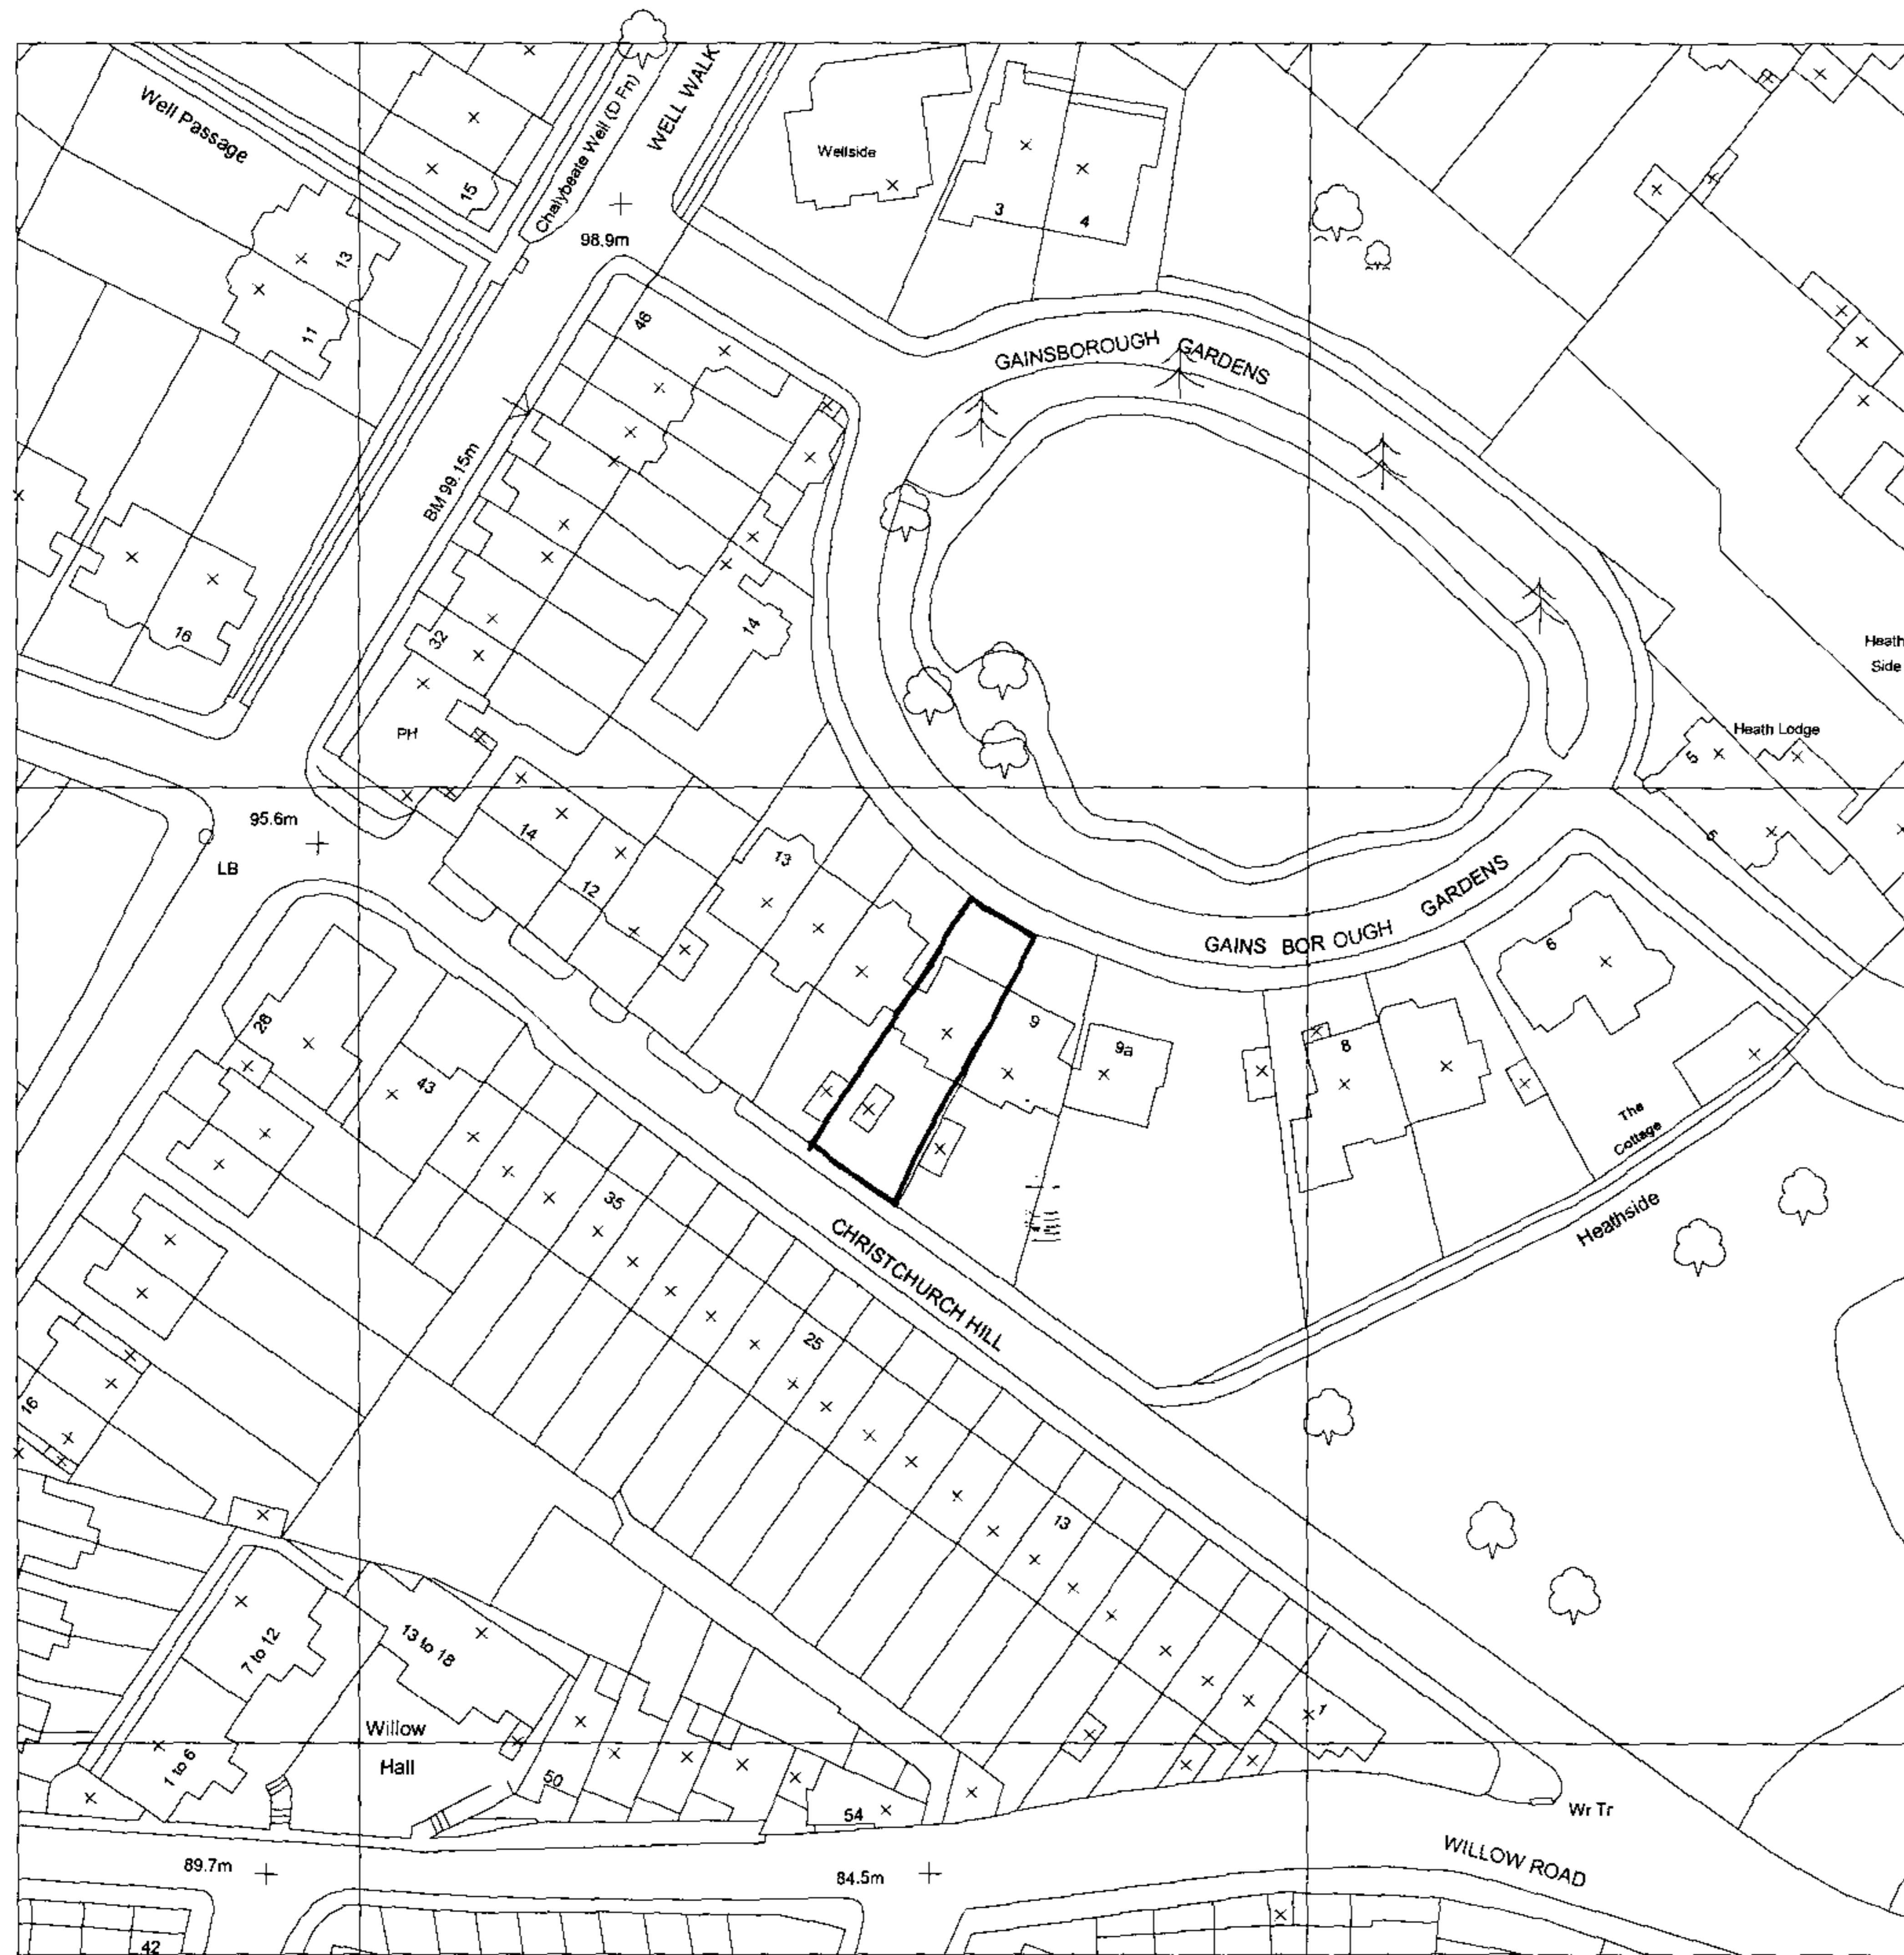 Well Passage
15
Chalybeate Well (D Fn)
WELL WALK
98.9m
Wellside
3
4
13
11
46
GAINSBOROUGH GARDENS
BM 99.15m
16
32
14
PH
Heath
Side
Heath Lodge
5
95.6m
LB
14
12
13
GAINS BOR OUGH GARDENS
6
9
9a
8
28
43
The
Cottage
Heathside
35
CHRISTCHURCH HILL
25
16
13
7 to 12
13 to 18
1 to 6
Willow
Hall
50
54
1
Wr Tr
WILLOW ROAD
89.7m
84.5m
42